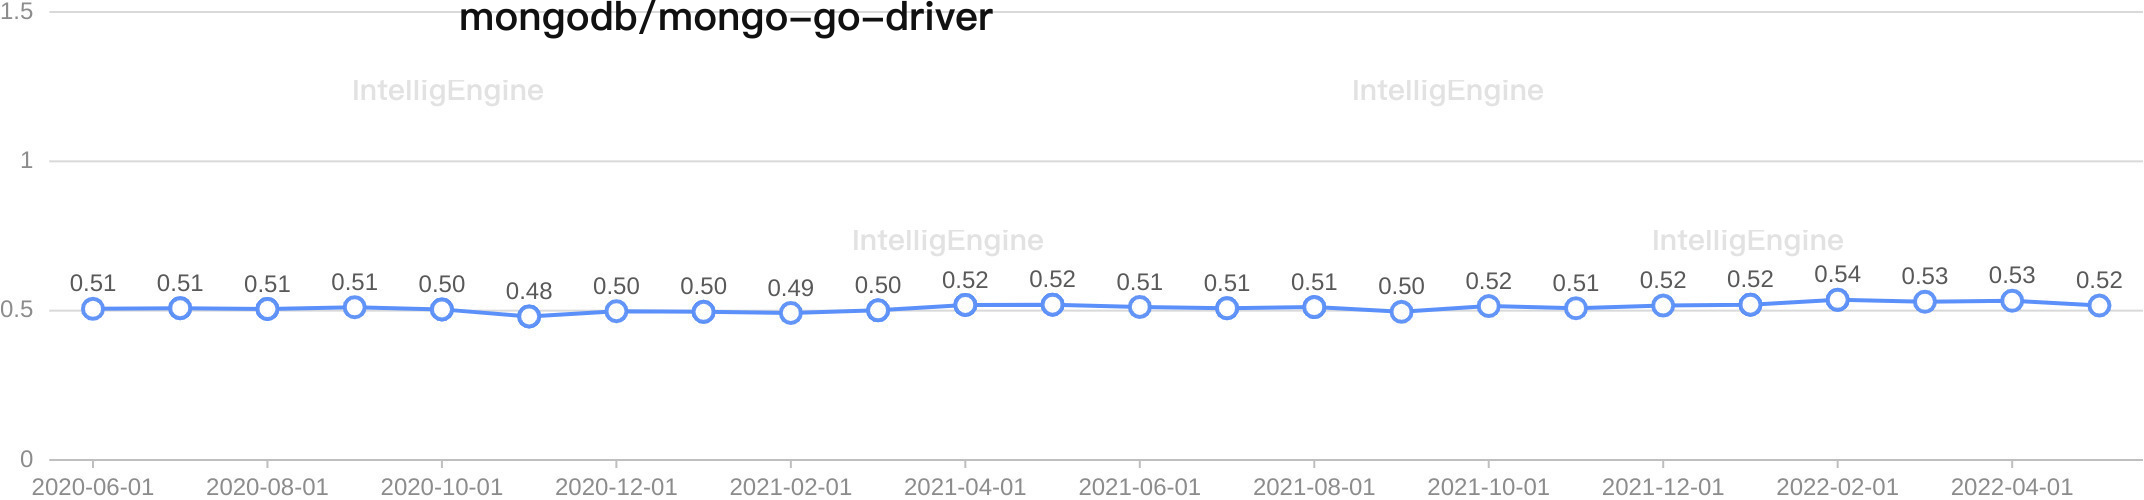 mongodb/mongo-go-driver
1.5
IntelligEngine IntelligEngine
1
IntelligEngine IntelligEngine
0.51 0.51 0.51 0.51 0.50 0.48 0.50 0.50 0.49 0.50 0.52 0.52 0.51 0.51 0.51 0.50 0.52 0.51 0.52 0.52 0.54 0.53 0.53 0.52
0.5
0
2020-06-01 2020-08-01 2020-10-01 2020-12-01 2021-02-01 2021-04-01 2021-06-01 2021-08-01 2021-10-01 2021-12-01 2022-02-01 2022-04-01